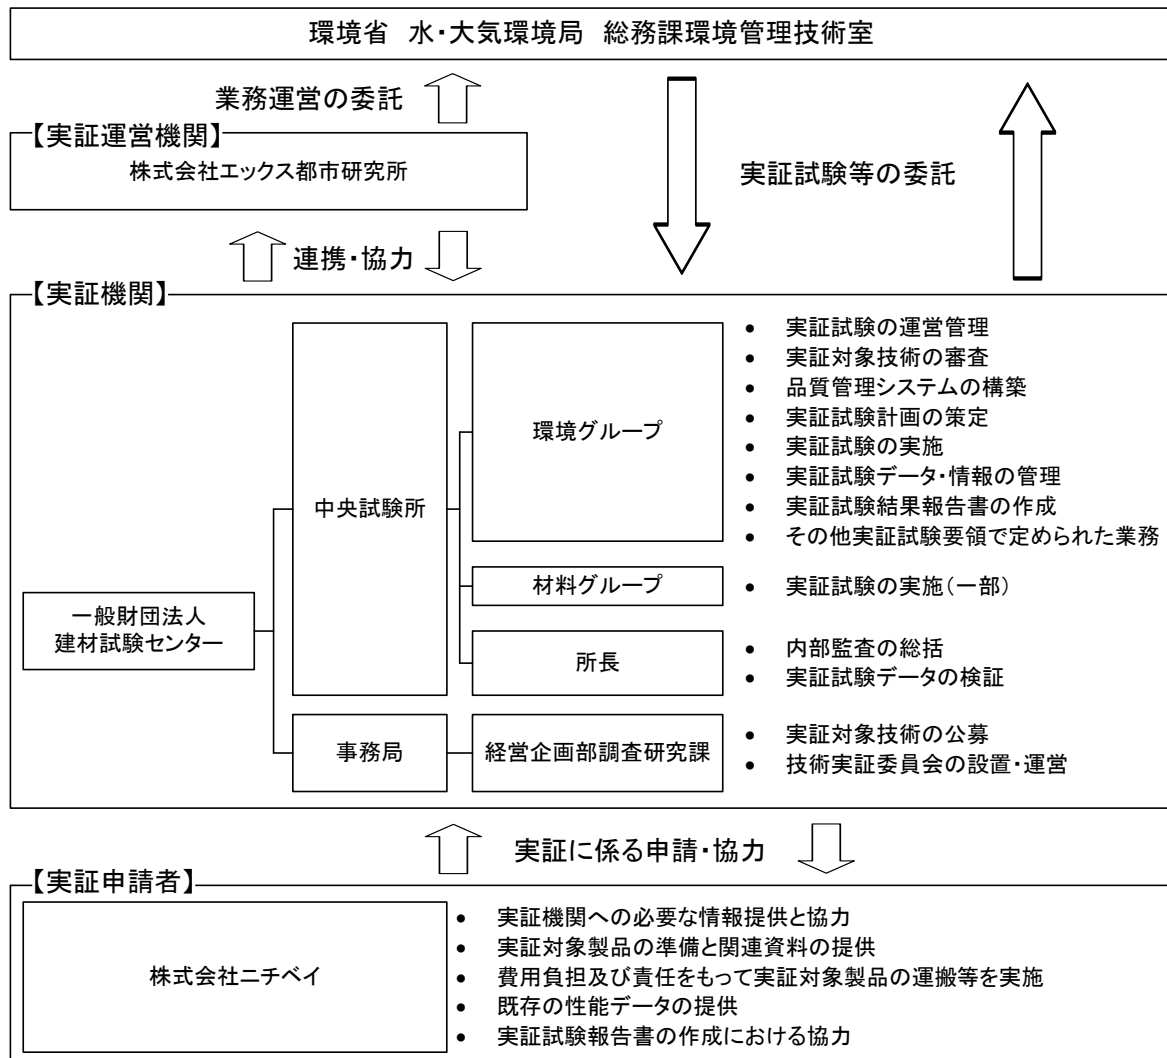 環境省　水・大気環境局　総務課環境管理技術室
業務運営の委託
【実証運営機関】
株式会社エックス都市研究所
実証試験等の委託
連携・協力
【実証機関】
一般財団法人
建材試験センター
中央試験所
環境グループ
• 実証試験の運営管理
• 実証対象技術の審査
• 品質管理システムの構築
• 実証試験計画の策定
• 実証試験の実施
• 実証試験データ・情報の管理
• 実証試験結果報告書の作成
• その他実証試験要領で定められた業務
材料グループ
• 実証試験の実施(一部)
所長
• 内部監査の総括
• 実証試験データの検証
事務局
経営企画部調査研究課
• 実証対象技術の公募
• 技術実証委員会の設置・運営
実証に係る申請・協力
【実証申請者】
株式会社ニチベイ
• 実証機関への必要な情報提供と協力
• 実証対象製品の準備と関連資料の提供
• 費用負担及び責任をもって実証対象製品の運搬等を実施
• 既存の性能データの提供
• 実証試験報告書の作成における協力